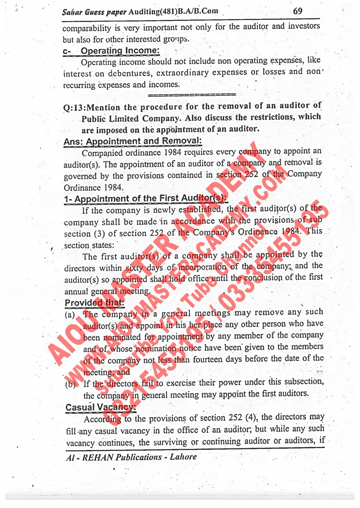 Sahar Guess paper Auditing(481)B.A/B.Com 69
comparability is very important not only for the auditor and investors
but also for other interested groups.
c- Operating Income:
Operating income should not include non operating expenses, like
interest on debentures, extraordinary expenses or losses and non-
recurring expenses and incomes.
Q:13:Mention the procedure for the removal of an auditor of
Public Limited Company. Also discuss the restrictions, which
are imposed on the appointment of an auditor.
Ans: Appointment and Removal:
Companied ordinance 1984 requires every company to appoint an
auditor(s). The appointment of an auditor of a company and removal is
governed by the provisions contained in section 252 of the Company
Ordinance 1984.
1- Appointment of the First Auditor(s):
If the company is newly established, the first auditor(s) of the
company shall be made in accordance with the provisions of sub
section (3) of section 252 of the Company's Ordinance 1984. This
section states:
The first auditor(s) of a company shall be appointed by the
directors within sixty days of incorporation of the company; and the
auditor(s) so appointed shall hold office until the conclusion of the first
annual general meeting.
Provided that:
(a) The company in a general meetings may remove any such
auditor(s) and appoint in his her place any other person who have
been nominated for appointment by any member of the company
and of whose nomination notice have been given to the members
of the company not less than fourteen days before the date of the
meeting; and
(b) If the directors fail to exercise their power under this subsection,
the company in general meeting may appoint the first auditors.
Casual Vacancy:
According to the provisions of section 252 (4), the directors may
fill any casual vacancy in the office of an auditor; but while any such
vacancy continues, the surviving or continuing auditor or auditors, if
Al - REHAN Publications - Lahore